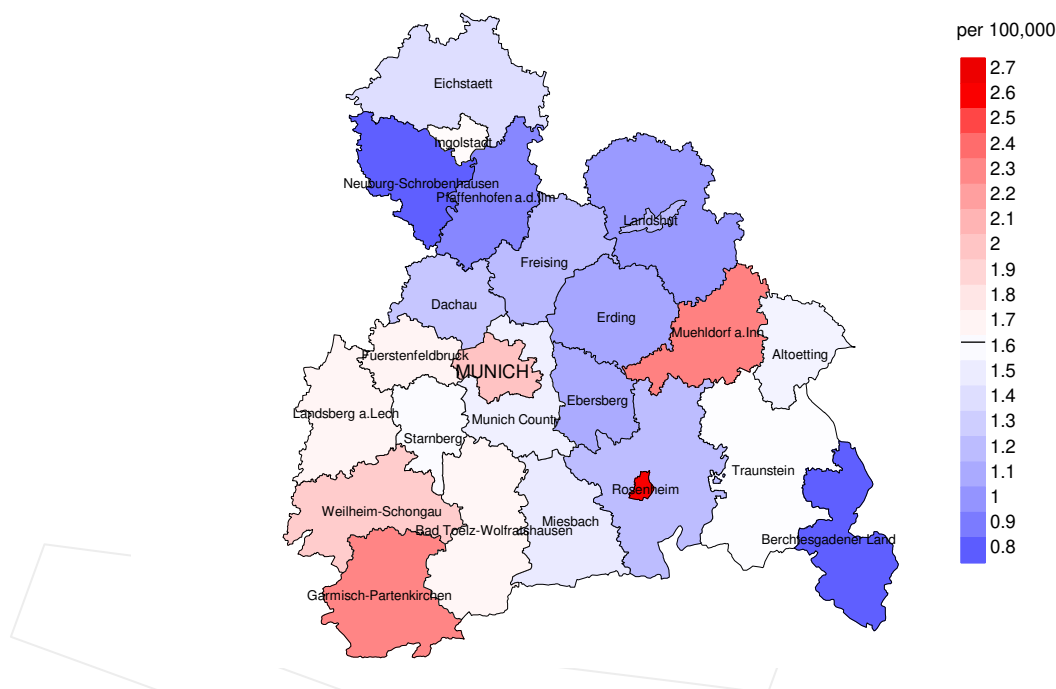 per 100,000
2.7
2.6
2.5
2.4
2.3
2.2
2.1
2
1.9
1.8
1.7
1.6
1.5
1.4
1.3
1.2
1.1
1
0.9
0.8
Eichstaett
Ingolstadt
Neuburg-Schrobenhausen
Pfaffenhofen a.d.Ilm
Landshut
Freising
Dachau
Erding
Muehldorf a.Inn
Altoetting
Fuerstenfeldbruck
MUNICH
Ebersberg
Landsberg a.Lech
Munich County
Starnberg
Traunstein
Rosenheim
Weilheim-Schongau
Miesbach
Bad Toelz-Wolfratshausen
Berchtesgadener Land
Garmisch-Partenkirchen